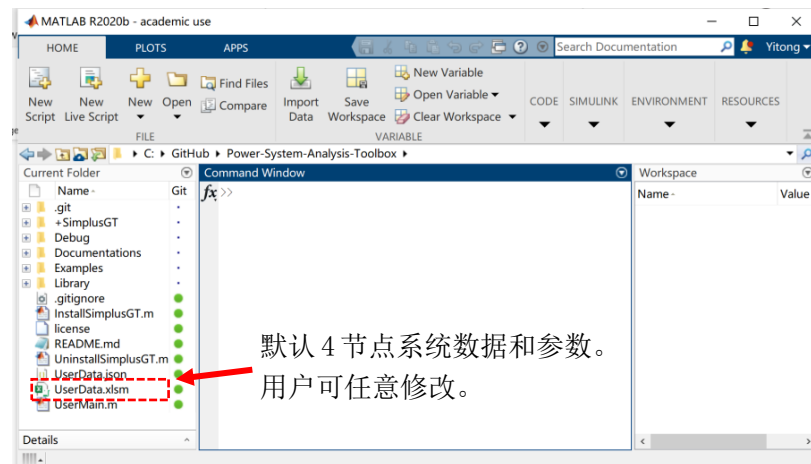 MATLAB R2020b - academic use
HOME PLOTS APPS Search Documentation Yitong
New Script
New Live Script
New
Open
Find Files
Compare
Import Data
Save Workspace
New Variable
Open Variable
Clear Workspace
CODE SIMULINK ENVIRONMENT RESOURCES
FILE VARIABLE
C: GitHub Power-System-Analysis-Toolbox
Current Folder
Name Git
.git
+SimplusGT
Debug
Documentations
Examples
Library
.gitignore
InstallSimplusGT.m
license
README.md
UninstallSimplusGT.m
UserData.json
UserData.xlsm
UserMain.m
Details
Command Window
fx >>
默认4节点系统数据和参数。
用户可任意修改。
Workspace
Name Value